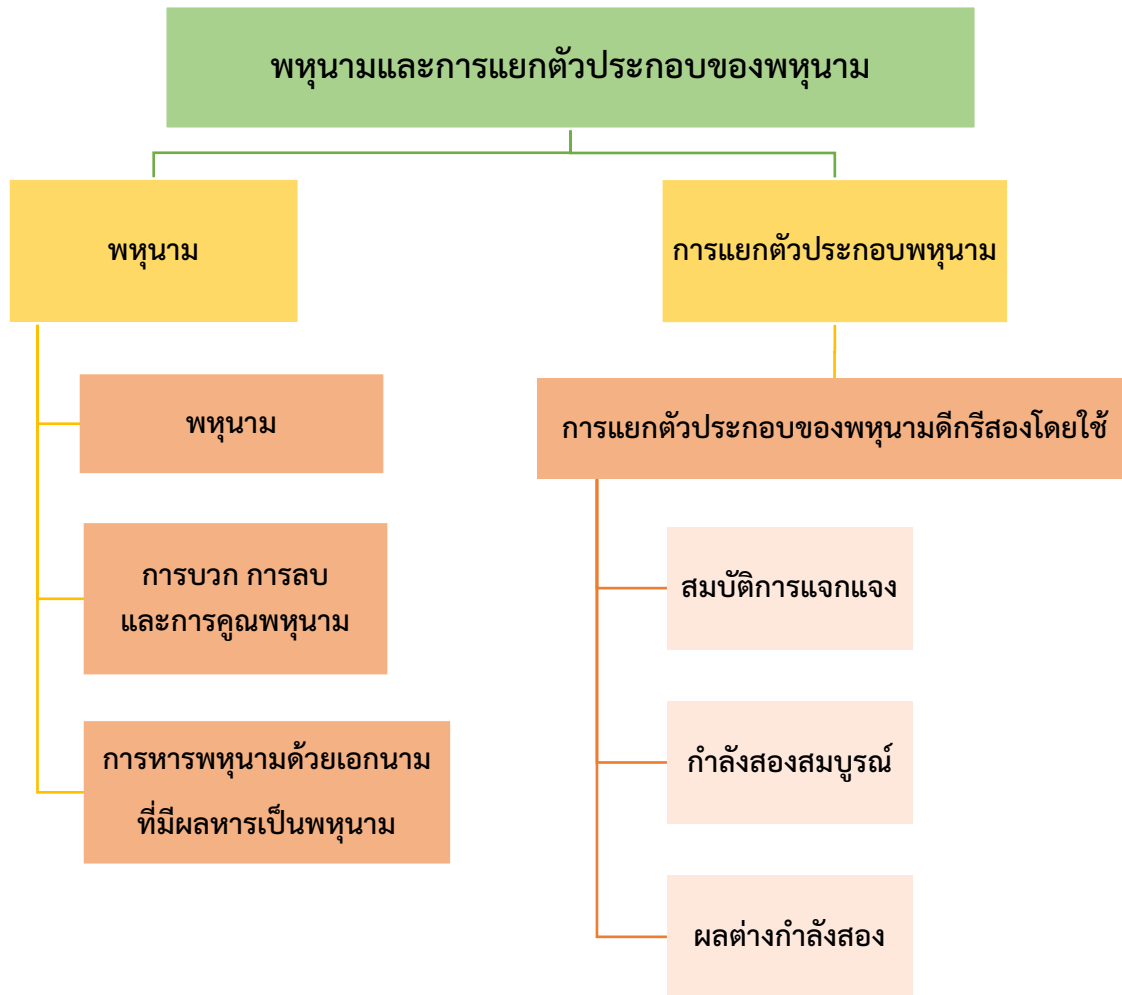 พหุนามและการแยกตัวประกอบของพหุนาม
พหุนาม
พหุนาม
การบวก การลบ
และการคูณพหุนาม
การหารพหุนามด้วยเอกนาม
ที่มีผลหารเป็นพหุนาม
การแยกตัวประกอบพหุนาม
การแยกตัวประกอบของพหุนามดีกรีสองโดยใช้
สมบัติการแจกแจง
กำลังสองสมบูรณ์
ผลต่างกำลังสอง